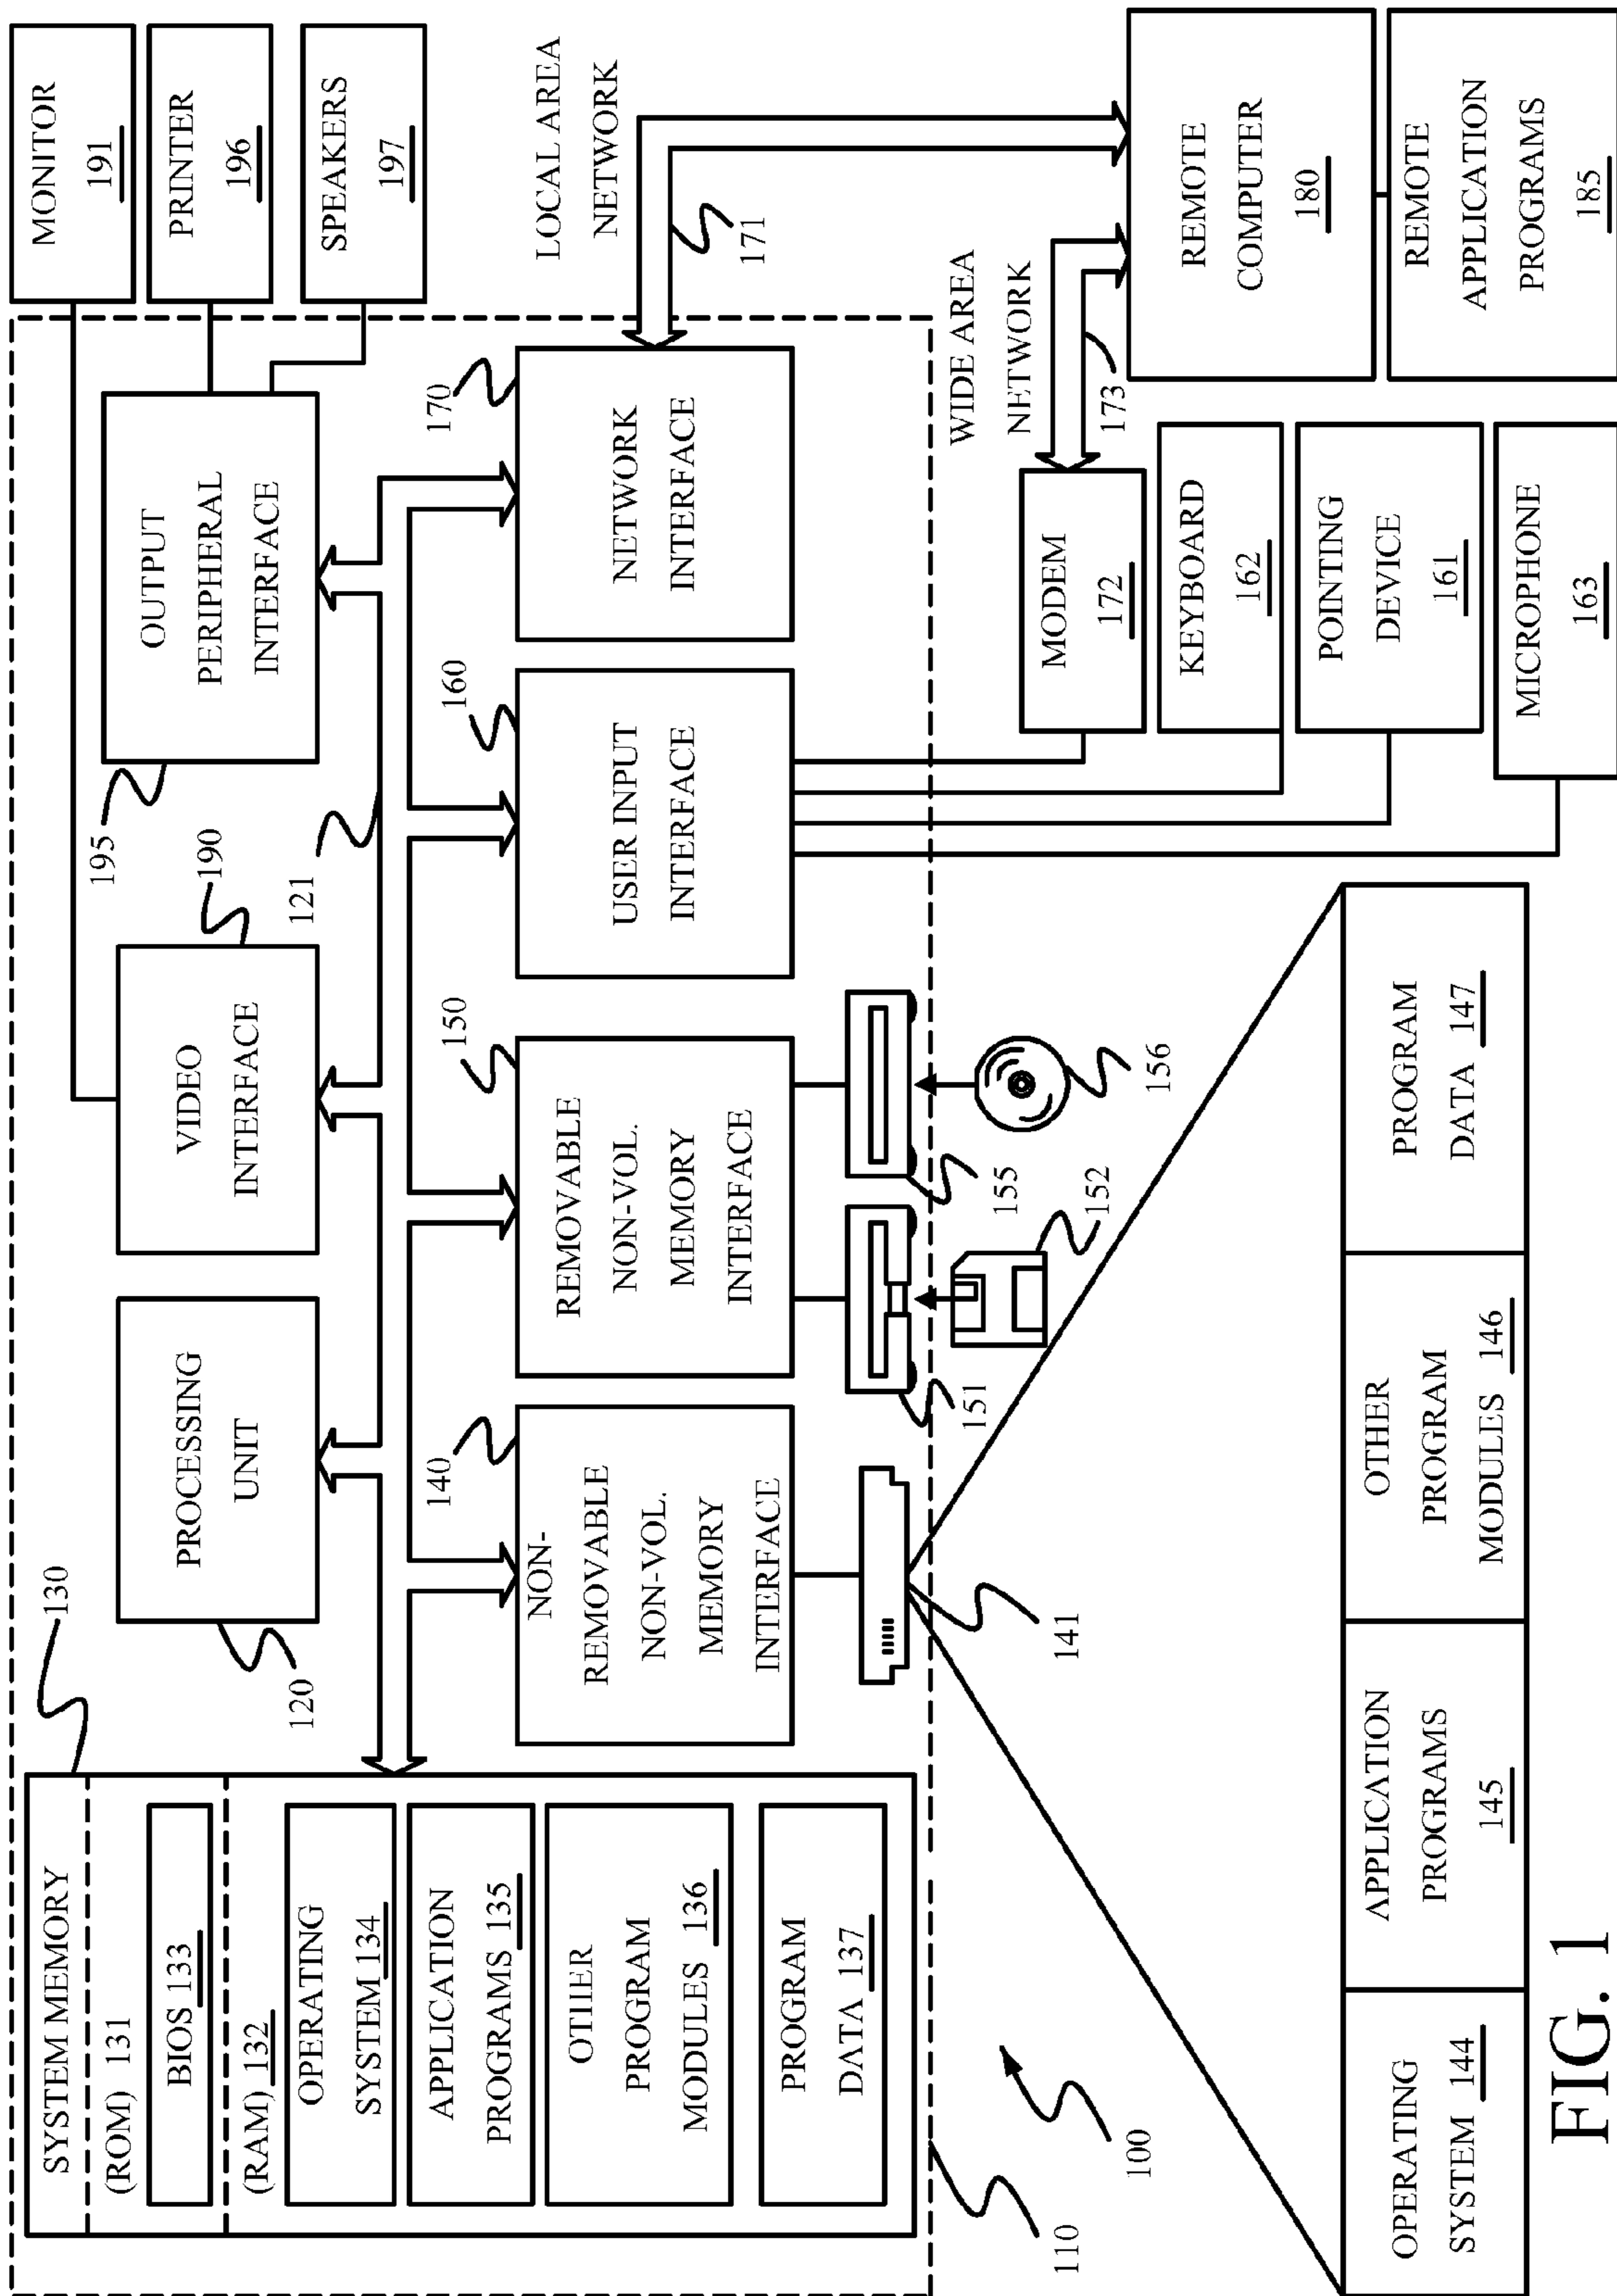 SYSTEM MEMORY
(ROM) 131
BIOS 133
(RAM) 132
OPERATING
SYSTEM 134
APPLICATION
PROGRAMS 135
OTHER
PROGRAM
MODULES 136
PROGRAM
DATA 137
130
PROCESSING
UNIT
120
VIDEO
INTERFACE
190
121
OUTPUT
PERIPHERAL
INTERFACE
195
MONITOR
191
PRINTER
196
SPEAKERS
197
NON-
REMOVABLE
NON-VOL.
MEMORY
INTERFACE
140
REMOVABLE
NON-VOL.
MEMORY
INTERFACE
150
USER INPUT
INTERFACE
160
NETWORK
INTERFACE
170
LOCAL AREA
NETWORK
171
141
151
152
155
156
WIDE AREA
NETWORK
173
MODEM
172
KEYBOARD
162
POINTING
DEVICE
161
MICROPHONE
163
REMOTE
COMPUTER
180
REMOTE
APPLICATION
PROGRAMS
185
110
100
OPERATING
SYSTEM 144
APPLICATION
PROGRAMS
145
OTHER
PROGRAM
MODULES 146
PROGRAM
DATA 147
FIG. 1